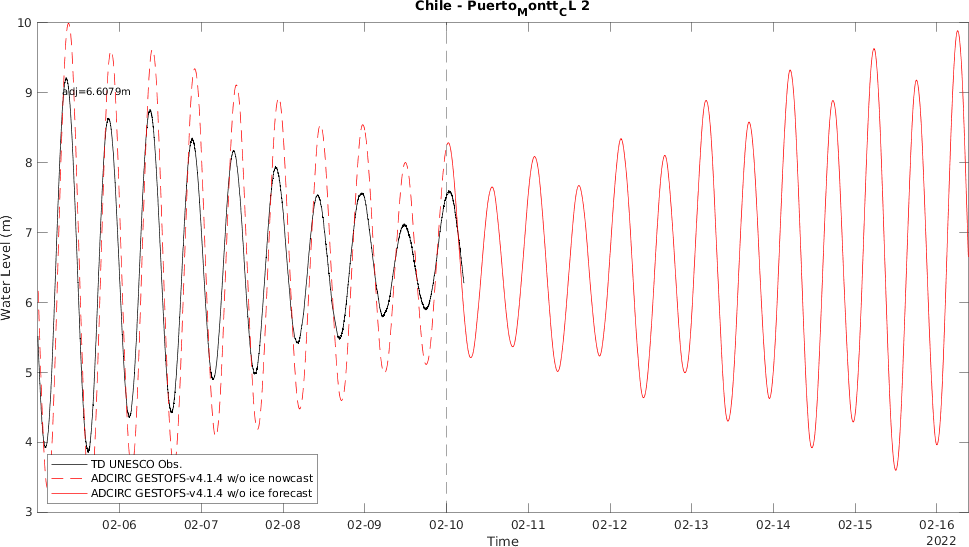 Chile - Puerto_Montt_CL 2
10
adj=6.6079m
9
8
7
6
5
4
3
Water Level (m)
TD UNESCO Obs.
ADCIRC GESTOFS-v4.1.4 w/o ice nowcast
ADCIRC GESTOFS-v4.1.4 w/o ice forecast
02-06 02-07 02-08 02-09 02-10 02-11 02-12 02-13 02-14 02-15 02-16
Time
2022